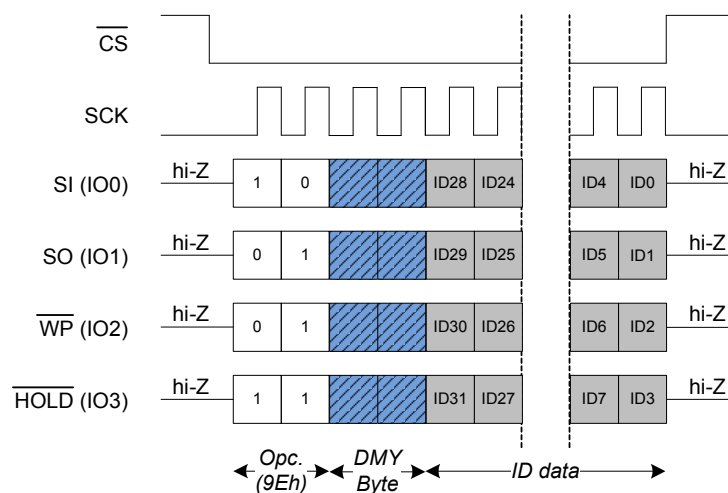 CS
SCK
SI (IO0) hi-Z 1 0 ID28 ID24 ID4 ID0 hi-Z
SO (IO1) hi-Z 0 1 ID29 ID25 ID5 ID1 hi-Z
WP (IO2) hi-Z 0 1 ID30 ID26 ID6 ID2 hi-Z
HOLD (IO3) hi-Z 1 1 ID31 ID27 ID7 ID3 hi-Z
Opc. DMY ID data
(9Eh) Byte